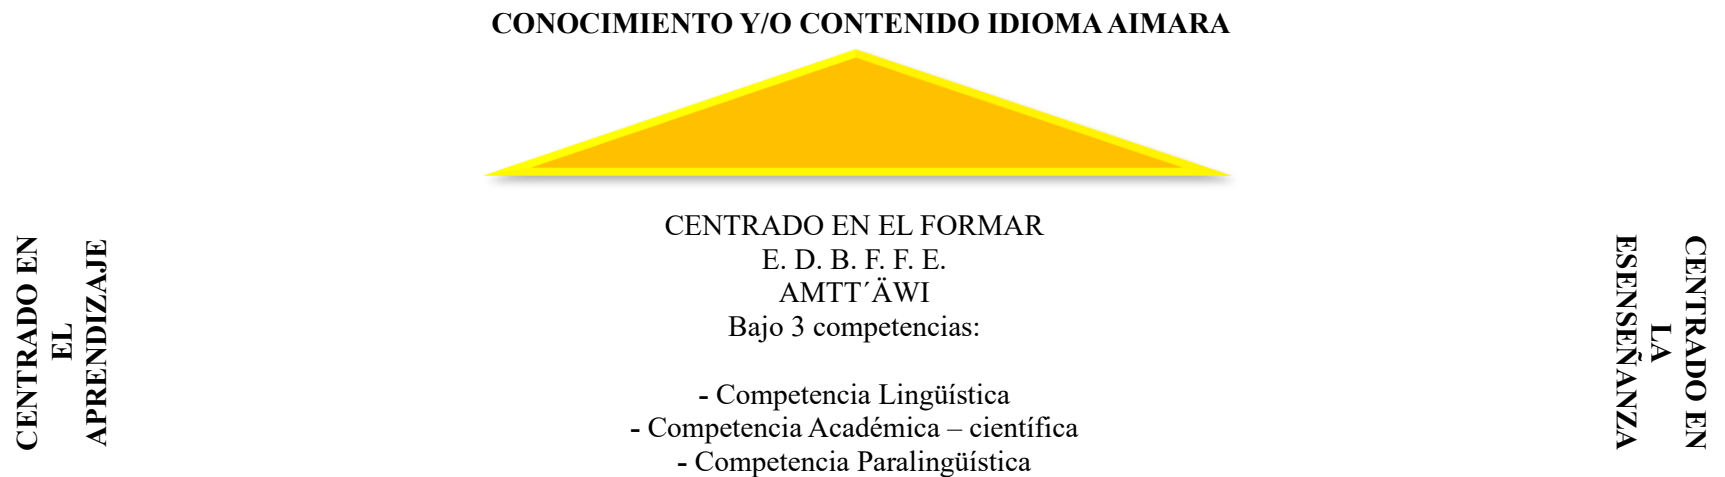 CONOCIMIENTO Y/O CONTENIDO IDIOMA AIMARA
CENTRADO EN
EL
APRENDIZAJE
CENTRADO EN EL FORMAR
E. D. B. F. F. E.
AMTT´ÄWI
Bajo 3 competencias:
- Competencia Lingüística
- Competencia Académica – científica
- Competencia Paralingüística
CENTRADO EN
LA
ESENSEÑANZA